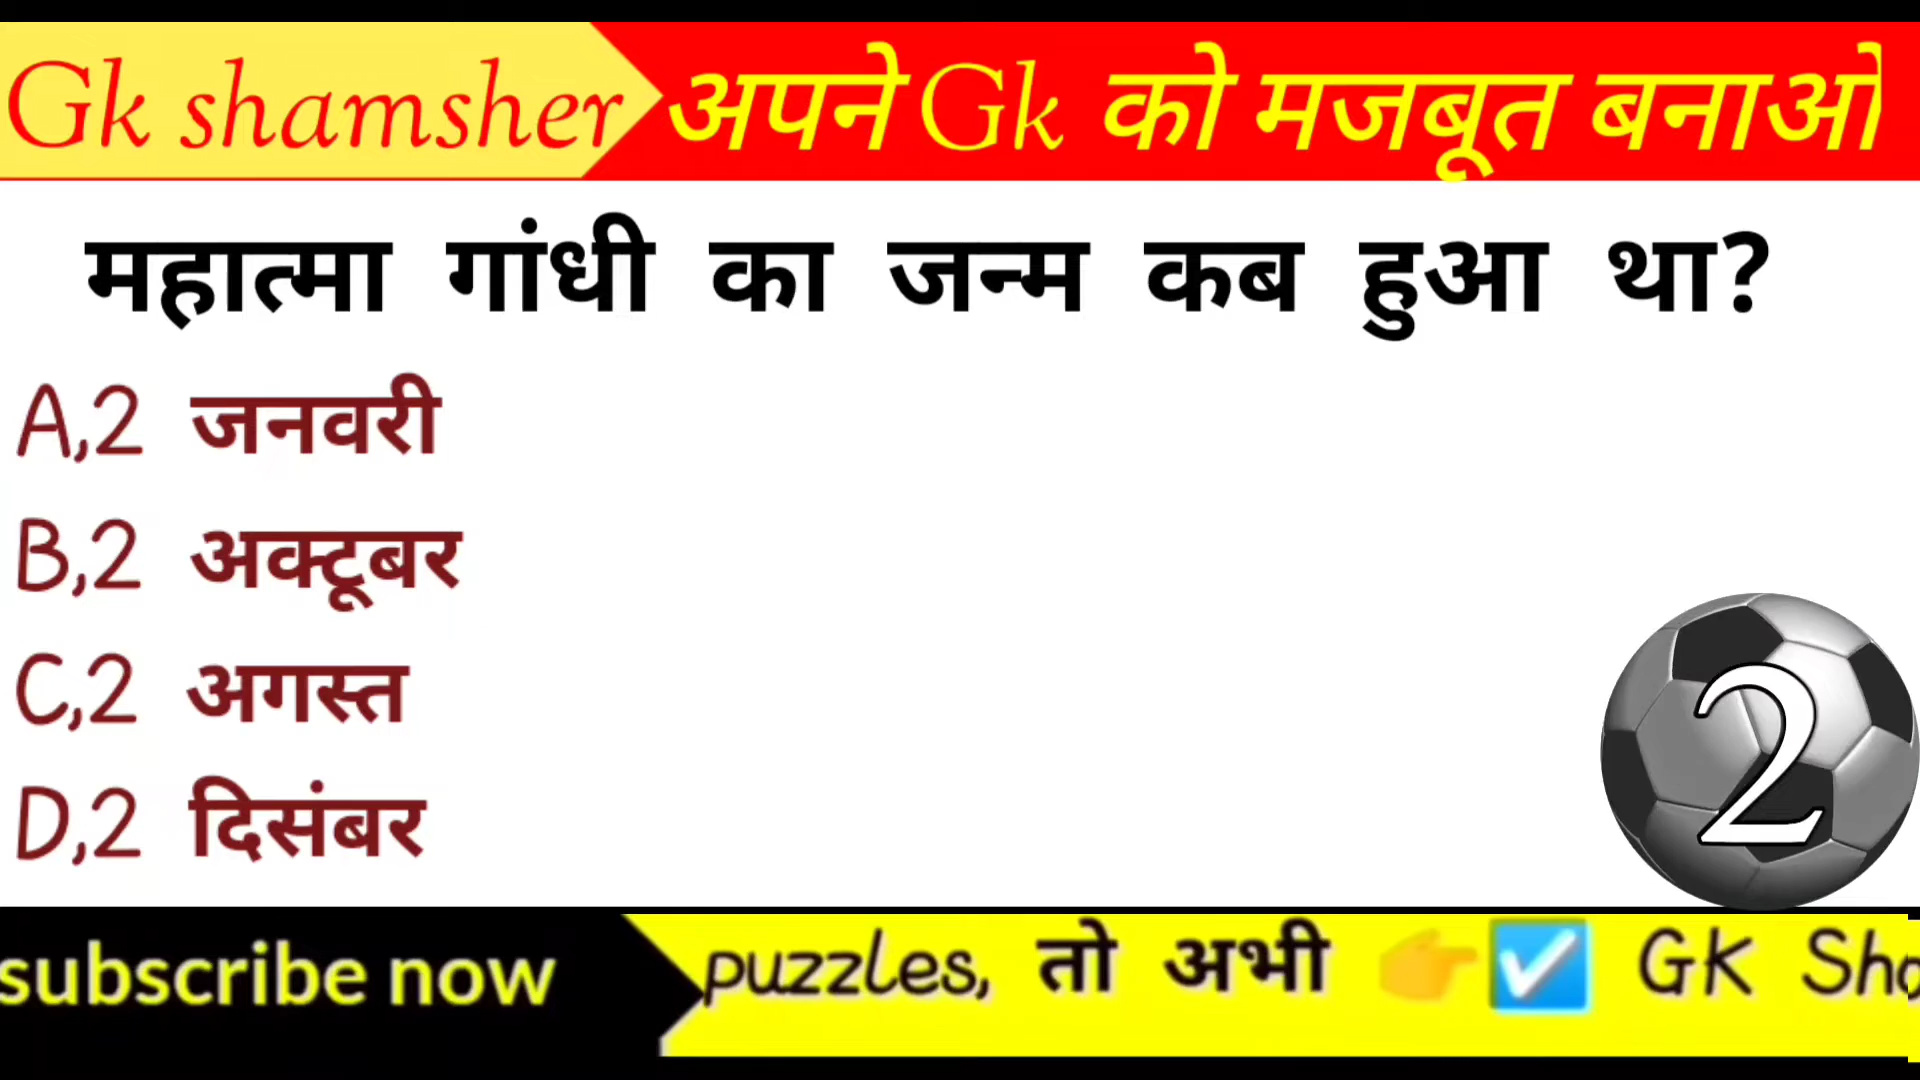 Gk shamsher अपने Gk को मजबूत बनाओ
महात्मा गांधी का जन्म कब हुआ था?
A,2 जनवरी
B,2 अक्टूबर
C,2 अगस्त
D,2 दिसंबर
2
subscribe now puzzles, तो अभी 👉☑️ GK